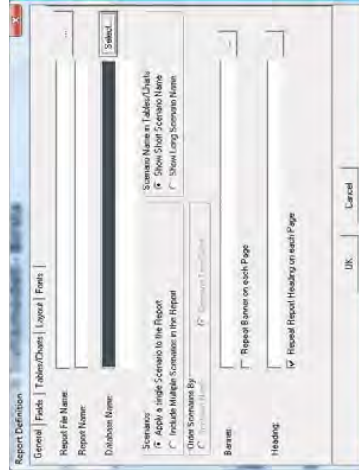 Report Definition
General | Fields | Tables/Charts | Layout | Fonts |
Report File Name:
...
Report Name:
Database Name:
Select...
Scenarios
Apply a single Scenario to the Report
Include Multiple Scenarios in the Report
Scenario Name in Tables/Charts
Show Short Scenario Name
Show Long Scenario Name
Order Scenarios By
Scenario Name
Banner:
...
Repeat Banner on each Page
Heading:
...
Repeat Report Heading on each Page
OK
Cancel